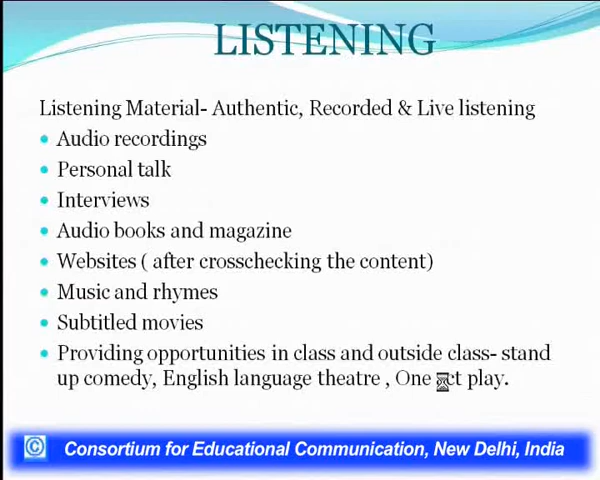 LISTENING
Listening Material- Authentic, Recorded & Live listening
Audio recordings
Personal talk
Interviews
Audio books and magazine
Websites ( after crosschecking the content)
Music and rhymes
Subtitled movies
Providing opportunities in class and outside class- stand
up comedy, English language theatre , One act play.
© Consortium for Educational Communication, New Delhi, India